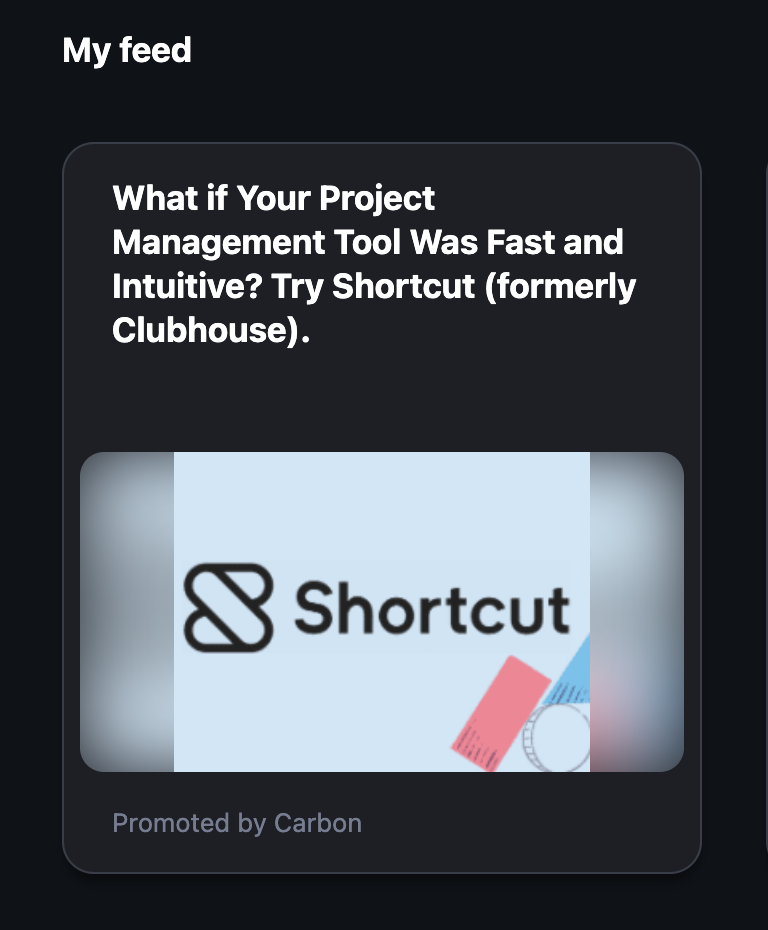 My feed
What if Your Project
Management Tool Was Fast and
Intuitive? Try Shortcut (formerly
Clubhouse).
Shortcut
Promoted by Carbon